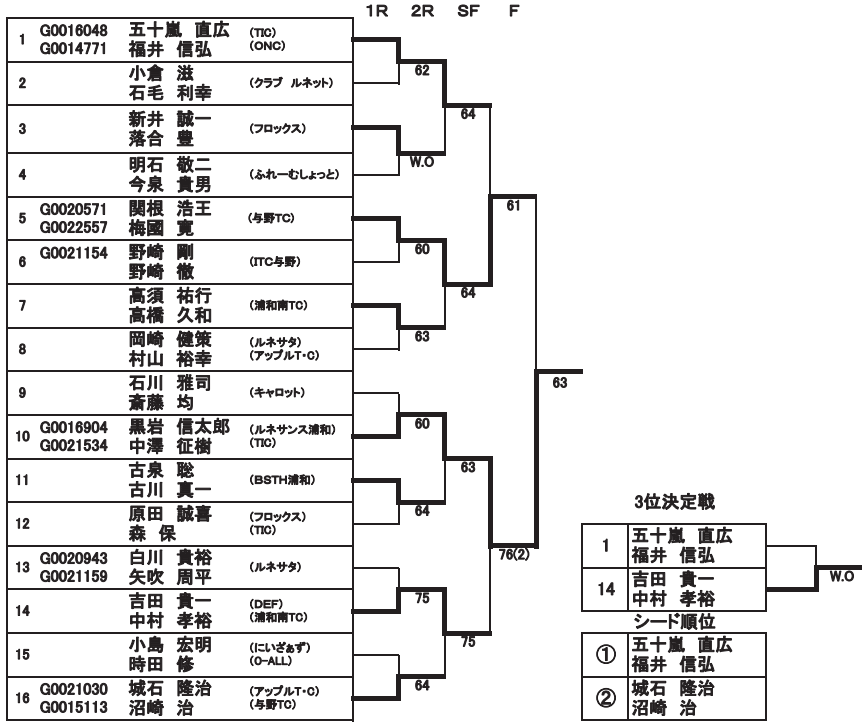 1R 2R SF F
1 G0016048 五十嵐 直広 (TIC)
G0014771 福井 信弘 (ONC)
62
2 小倉 滋 (クラブ ルネット)
石毛 利幸
64
3 新井 誠一 (フロックス)
落合 豊
W.O
4 明石 敬二 (ふれーむしょっと)
今泉 貴男
61
5 G0020571 関根 浩王 (与野TC)
G0022557 梅國 寛
60
6 G0021154 野崎 剛 (ITC与野)
野崎 徹
64
7 高須 祐行 (浦和南TC)
高橋 久和
63
8 岡崎 健策 (ルネサタ)
村山 裕幸 (アップルT・C)
63
9 石川 雅司 (キャロット)
斎藤 均
60
10 G0016904 黒岩 信太郎 (ルネサンス浦和)
G0021534 中澤 征樹 (TIC)
63
11 古泉 聡 (BSTH浦和)
古川 真一
64
12 原田 誠喜 (フロックス)
森 保 (TIC)
76(2)
13 G0020943 白川 貴裕 (ルネサタ)
G0021159 矢吹 周平
75
14 吉田 貴一 (DEF)
中村 孝裕 (浦和南TC)
75
15 小島 宏明 (にいざぁず)
時田 修 (O-ALL)
64
16 G0021030 城石 隆治 (アップルT・C)
G0015113 沼崎 治 (与野TC)
3位決定戦
1 五十嵐 直広
福井 信弘
W.O
14 吉田 貴一
中村 孝裕
シード順位
① 五十嵐 直広
福井 信弘
② 城石 隆治
沼崎 治